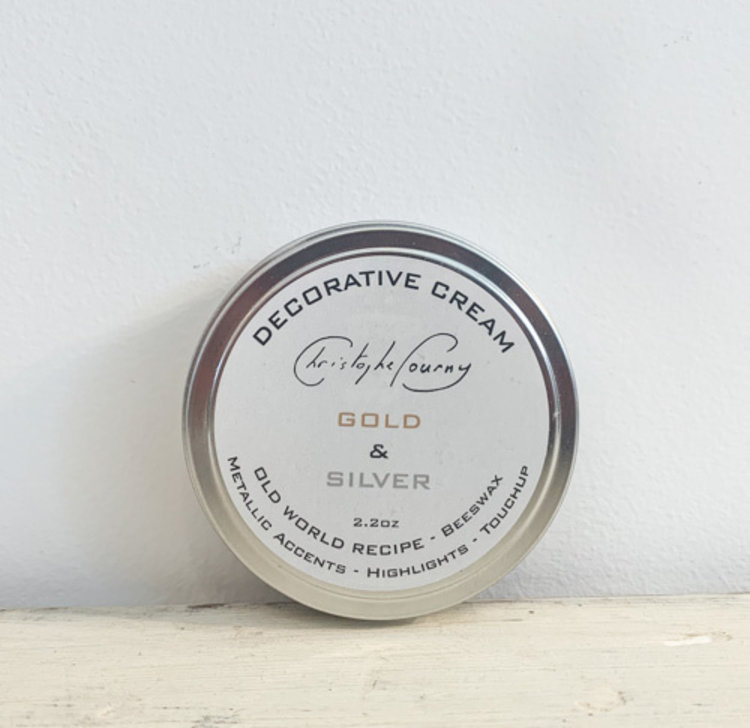 DECORATIVE CREAM
Christophe Pourny
GOLD
&
SILVER
2.2oz
OLD WORLD RECIPE - BEESWAX
METALLIC ACCENTS - HIGHLIGHTS - TOUCHUP